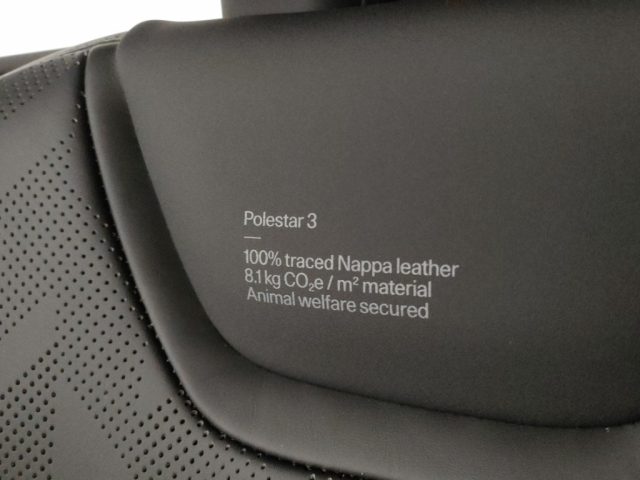 Polestar 3
—
100% traced Nappa leather
8.1 kg CO₂e / m² material
Animal welfare secured